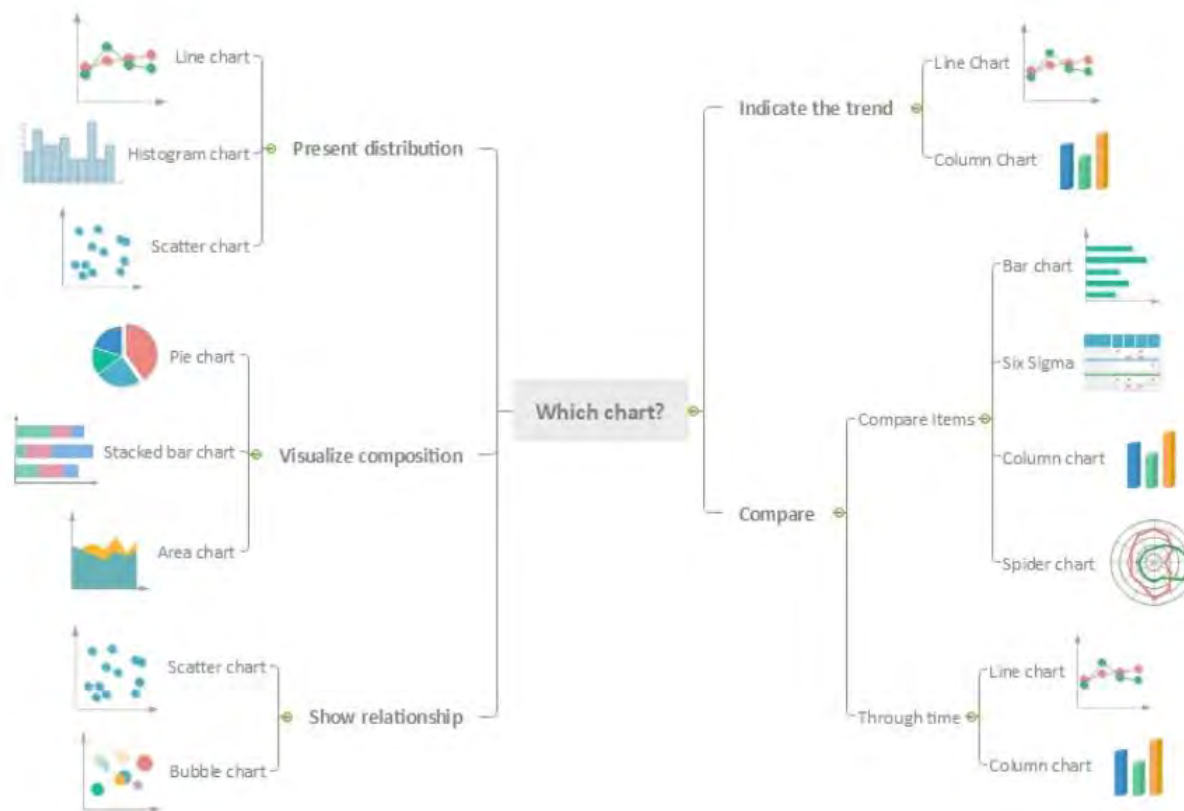 Line chart
Histogram chart
Present distribution
Scatter chart
Pie chart
Stacked bar chart
Visualize composition
Area chart
Scatter chart
Show relationship
Bubble chart
Which chart?
Line Chart
Indicate the trend
Column Chart
Bar chart
Six Sigma
Compare Items
Column chart
Compare
Spider chart
Line chart
Through time
Column chart